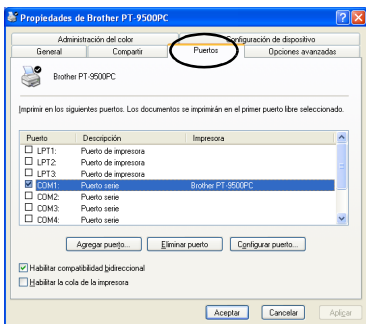 Propiedades de Brother PT-9500PC
Administración del color
Configuración de dispositivo
General
Compartir
Puertos
Opciones avanzadas
Brother PT-9500PC
Imprimir en los siguientes puertos. Los documentos se imprimirán en el primer puerto libre seleccionado.
Puerto Descripción Impresora
LPT1: Puerto de impresora
LPT2: Puerto de impresora
LPT3: Puerto de impresora
COM1: Puerto serie Brother PT-9500PC
COM2: Puerto serie
COM3: Puerto serie
COM4: Puerto serie
Agregar puerto... Eliminar puerto Configurar puerto...
Habilitar compatibilidad bidireccional
Habilitar la cola de la impresora
Aceptar Cancelar Aplicar